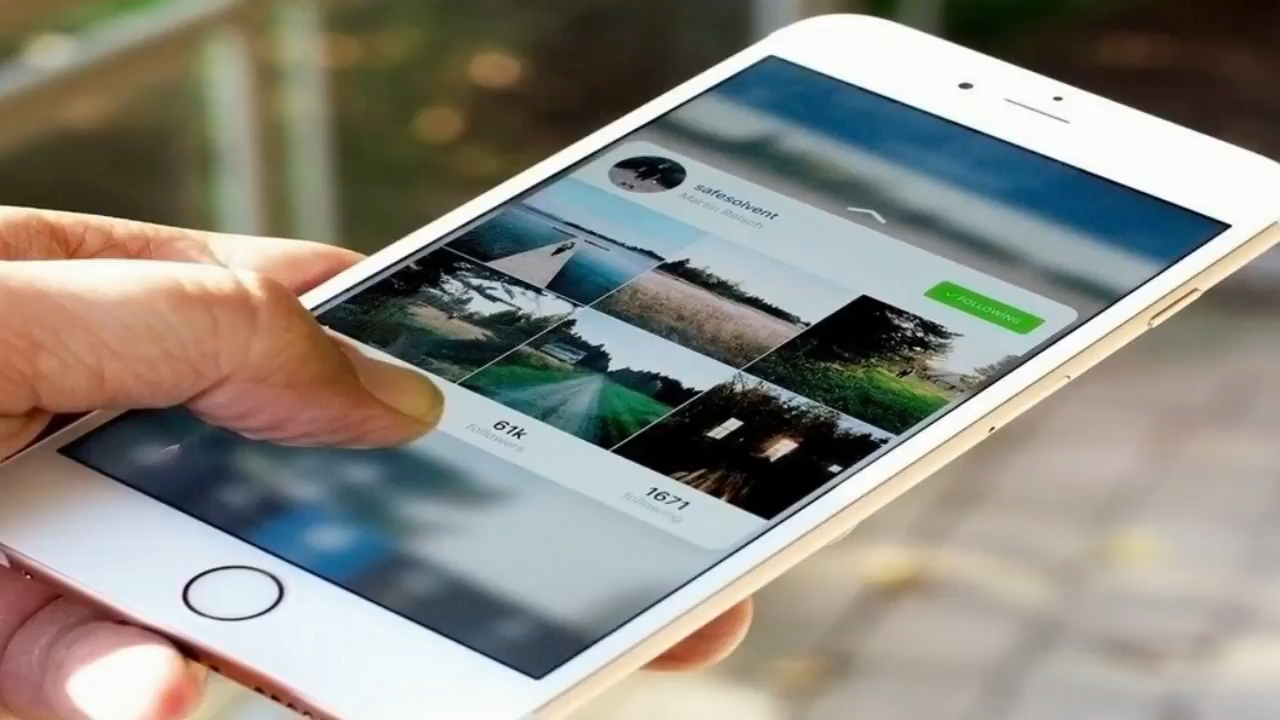 safesolvent
Martin Reisch
✓ FOLLOWING
61k
followers
1671
following